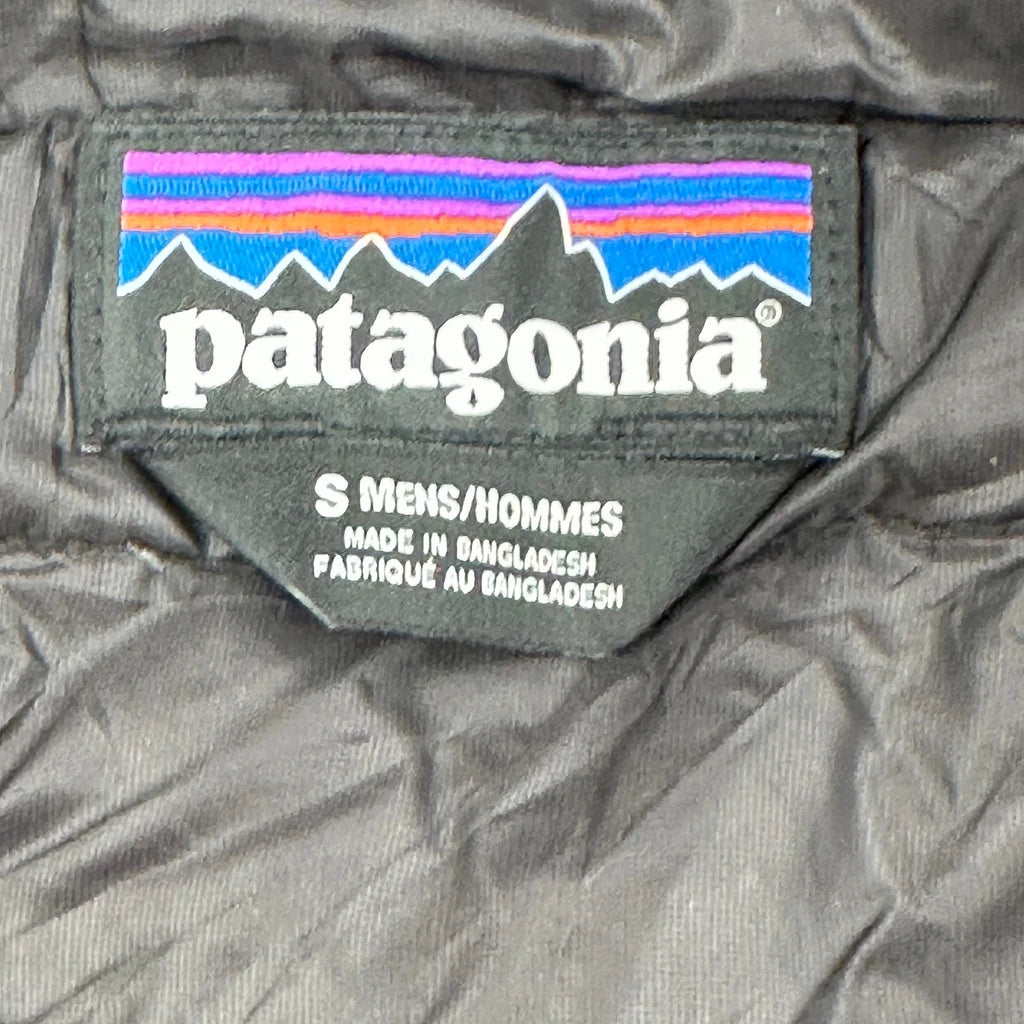 patagonia®
S MENS/HOMMES
MADE IN BANGLADESH
FABRIQUÉ AU BANGLADESH